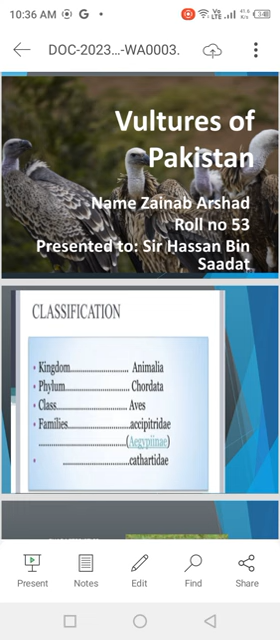 10:36 AM
DOC-2023...-WA0003.
Vultures of
Pakistan
Name Zainab Arshad
Roll no 53
Presented to: Sir Hassan Bin
Saadat
CLASSIFICATION
• Kingdom........................... Animalia
• Phylum............................ Chordata
• Class................................ Aves
• Families.........................accipitridae
.....................................(Aegypiinae)
• ...........................cathartidae
Present
Notes
Edit
Find
Share